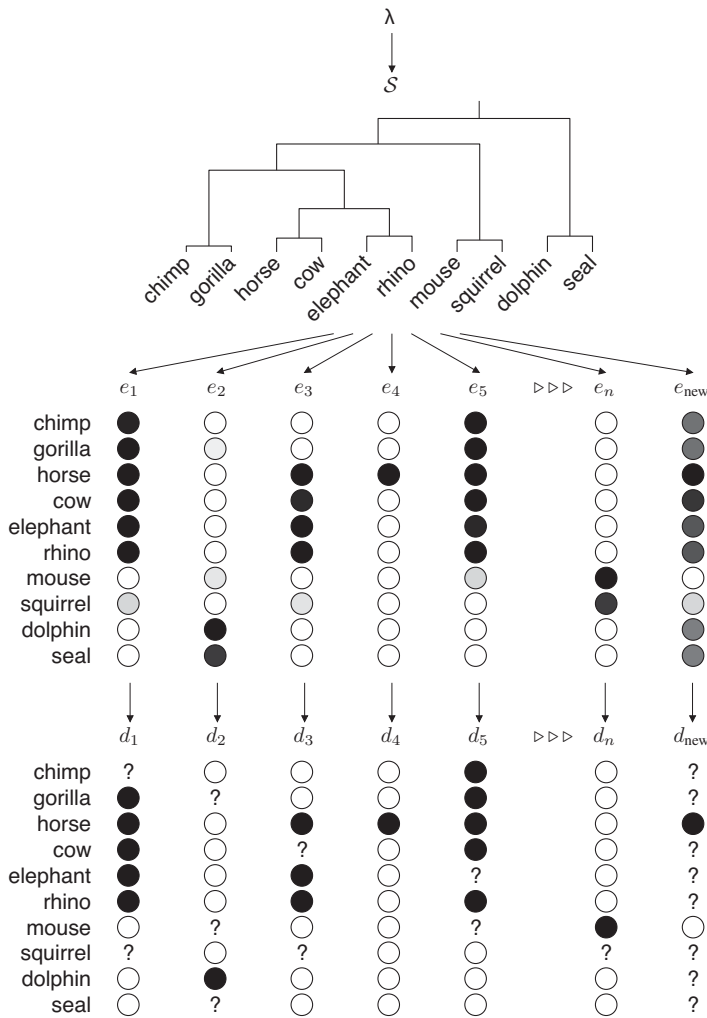 λ
𝒮
chimp gorilla horse cow elephant rhino mouse squirrel dolphin seal
e₁ e₂ e₃ e₄ e₅ ▷▷▷ eₙ e_new
chimp
gorilla
horse
cow
elephant
rhino
mouse
squirrel
dolphin
seal
d₁ d₂ d₃ d₄ d₅ ▷▷▷ dₙ d_new
chimp ? ?
gorilla ? ?
horse
cow ? ?
elephant ? ?
rhino ?
mouse ? ?
squirrel ? ? ? ?
dolphin ?
seal ? ?